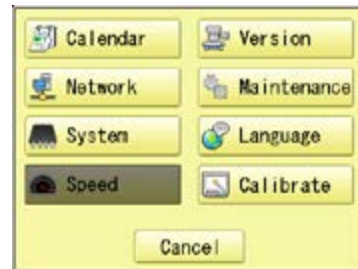 Calendar
Version
Network
Maintenance
System
Language
Speed
Calibrate
Cancel